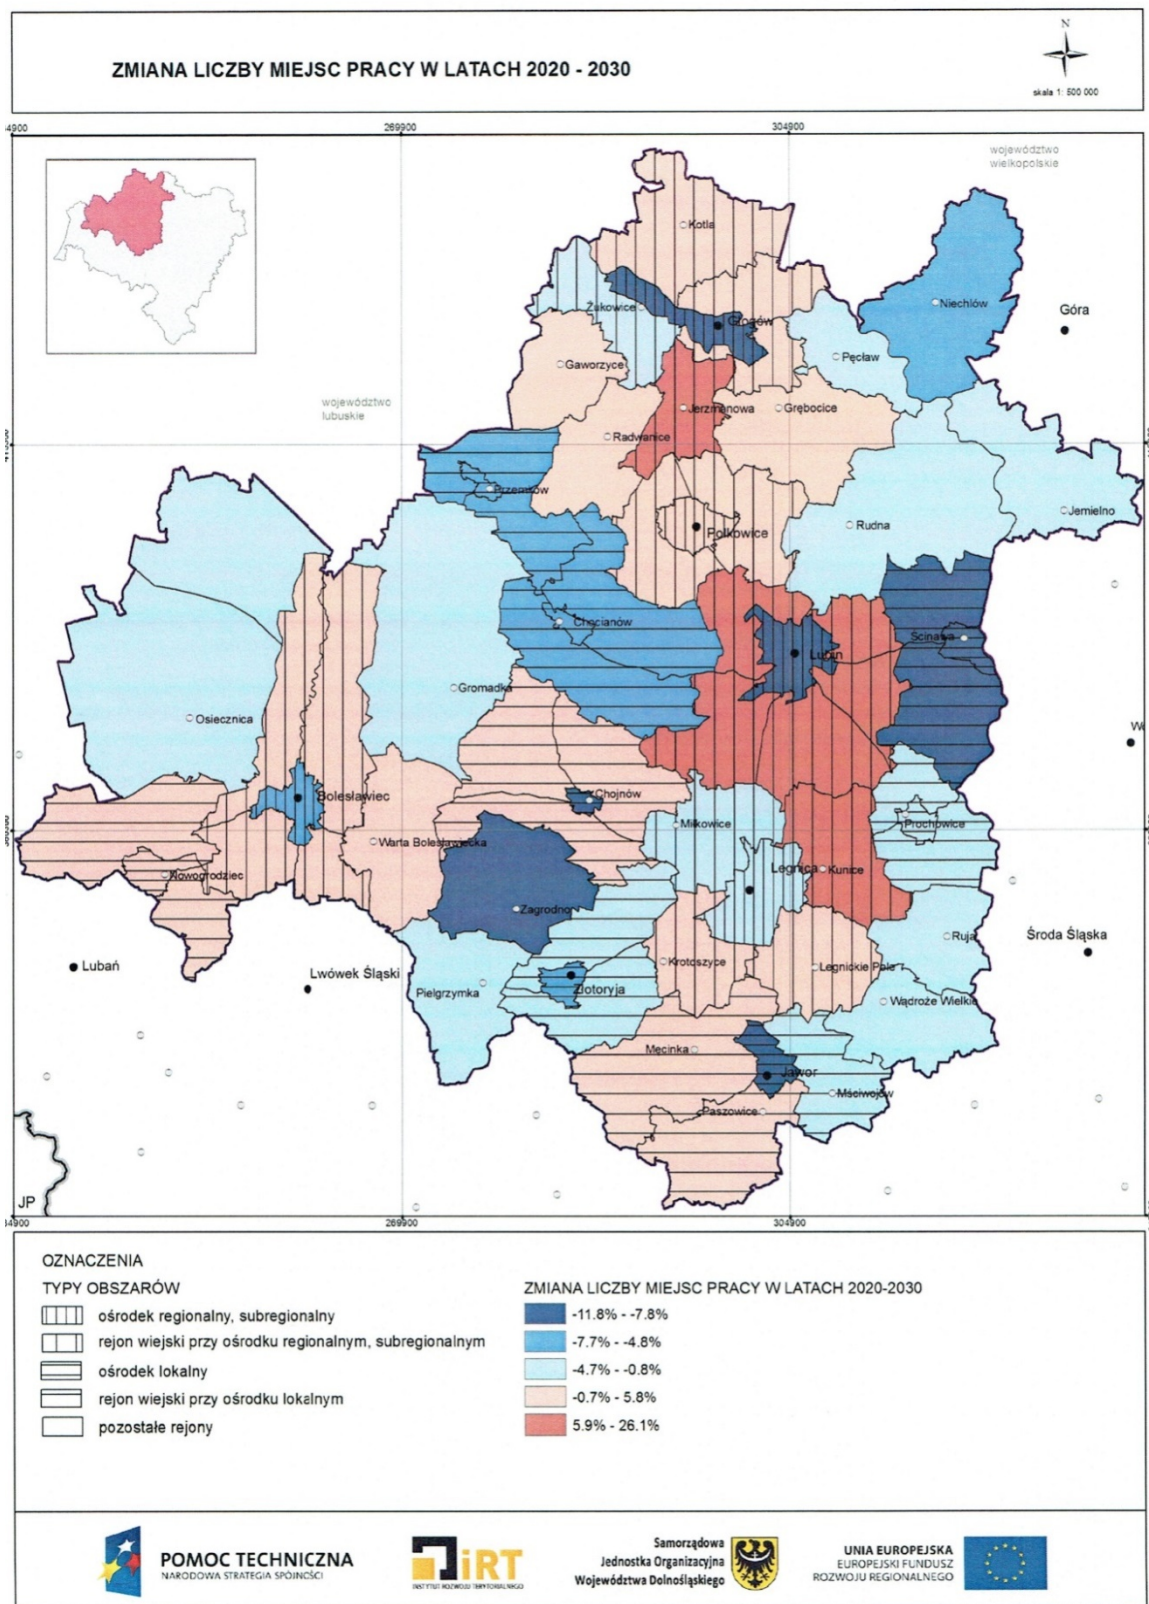 ZMIANA LICZBY MIEJSC PRACY W LATACH 2020 - 2030
N
skala 1: 500 000
269900
304900
województwo
wielkopolskie
Kotla
Niechlów
Góra
Żukowice
Głogów
Pęcław
Gaworzyce
województwo
lubuskie
Jerzmanowa
Grębocice
Radwanice
Przemków
Jemielno
Rudna
Polkowice
Chocianów
Ścinawa
Lubin
Gromadka
Osiecznica
Bolesławiec
Chojnów
Prochowice
Miłkowice
Warta Bolesławiecka
Legnica
Kunice
Nowogrodziec
Zagrodno
Ruja
Środa Śląska
Lubań
Lwówek Śląski
Krotoszyce
Legnickie Pole
Pielgrzymka
Złotoryja
Wądroże Wielkie
Męcinka
Jawor
Mściwojów
Paszowice
JP
269900
304900
OZNACZENIA
TYPY OBSZARÓW
ośrodek regionalny, subregionalny
rejon wiejski przy ośrodku regionalnym, subregionalnym
ośrodek lokalny
rejon wiejski przy ośrodku lokalnym
pozostałe rejony
ZMIANA LICZBY MIEJSC PRACY W LATACH 2020-2030
-11.8% - -7.8%
-7.7% - -4.8%
-4.7% - -0.8%
-0.7% - 5.8%
5.9% - 26.1%
POMOC TECHNICZNA
NARODOWA STRATEGIA SPÓJNOŚCI
iRT
INSTYTUT ROZWOJU TERYTORIALNEGO
Samorządowa
Jednostka Organizacyjna
Województwa Dolnośląskiego
UNIA EUROPEJSKA
EUROPEJSKI FUNDUSZ
ROZWOJU REGIONALNEGO